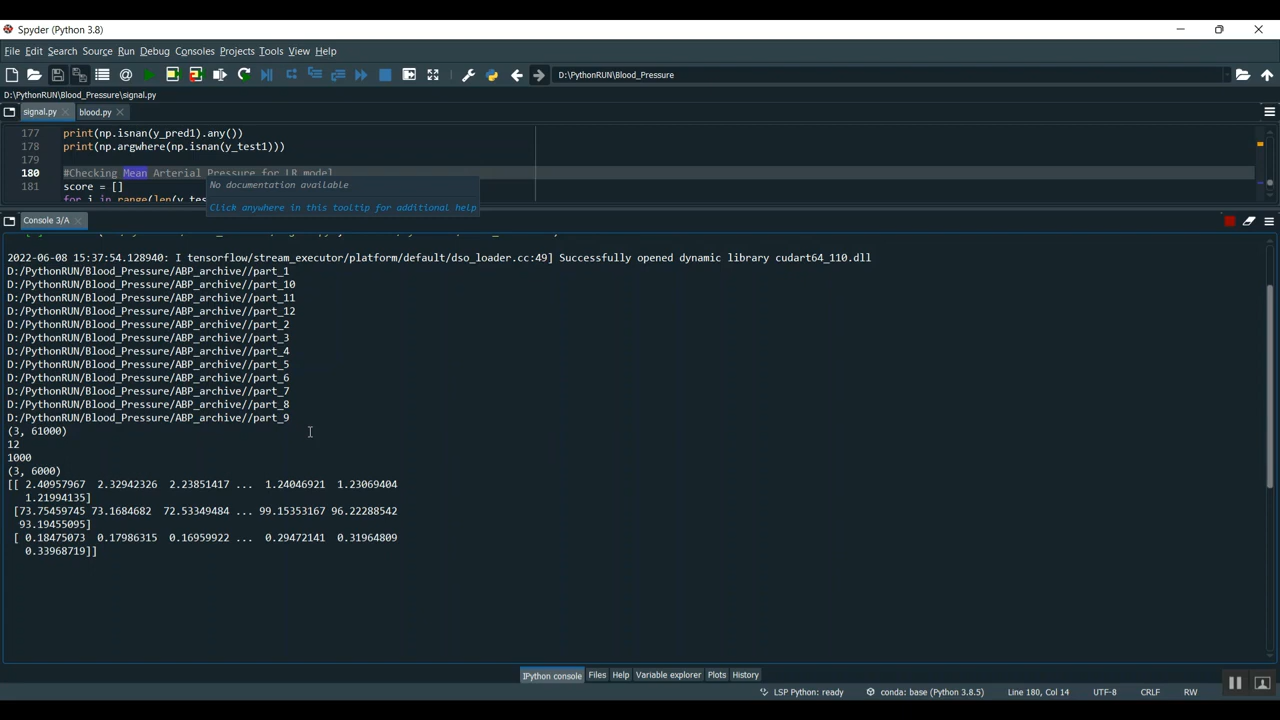 Spyder (Python 3.8)
File Edit Search Source Run Debug Consoles Projects Tools View Help
D:\PythonRUN\Blood_Pressure
D:\PythonRUN\Blood_Pressure\signal.py
signal.py blood.py
177 print(np.isnan(y_pred1).any())
178 print(np.argwhere(np.isnan(y_test1)))
179
180 #Checking Mean Arterial Pressure for LR model
No documentation available
181 score = []
for i in range(len(y_tes
Click anywhere in this tooltip for additional help
Console 3/A
2022-06-08 15:37:54.128940: I tensorflow/stream_executor/platform/default/dso_loader.cc:49] Successfully opened dynamic library cudart64_110.dll
D:/PythonRUN/Blood_Pressure/ABP_archive//part_1
D:/PythonRUN/Blood_Pressure/ABP_archive//part_10
D:/PythonRUN/Blood_Pressure/ABP_archive//part_11
D:/PythonRUN/Blood_Pressure/ABP_archive//part_12
D:/PythonRUN/Blood_Pressure/ABP_archive//part_2
D:/PythonRUN/Blood_Pressure/ABP_archive//part_3
D:/PythonRUN/Blood_Pressure/ABP_archive//part_4
D:/PythonRUN/Blood_Pressure/ABP_archive//part_5
D:/PythonRUN/Blood_Pressure/ABP_archive//part_6
D:/PythonRUN/Blood_Pressure/ABP_archive//part_7
D:/PythonRUN/Blood_Pressure/ABP_archive//part_8
D:/PythonRUN/Blood_Pressure/ABP_archive//part_9
(3, 61000)
12
1000
(3, 6000)
[[ 2.40957967 2.32942326 2.23851417 ... 1.24046921 1.23069404
1.21994135]
[73.75459745 73.1684682 72.53349484 ... 99.15353167 96.22288542
93.19455095]
[ 0.18475073 0.17986315 0.16959922 ... 0.29472141 0.31964809
0.33968719]]
IPython console Files Help Variable explorer Plots History
LSP Python: ready conda: base (Python 3.8.5) Line 180, Col 14 UTF-8 CRLF RW